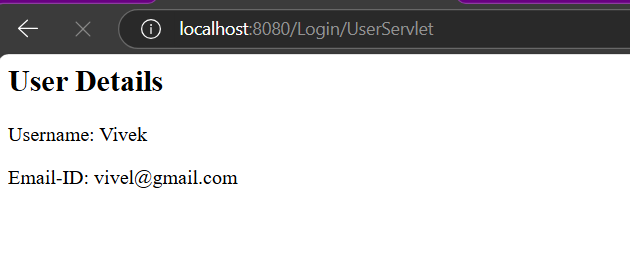 localhost:8080/Login/UserServlet
User Details
Username: Vivek
Email-ID: vivel@gmail.com